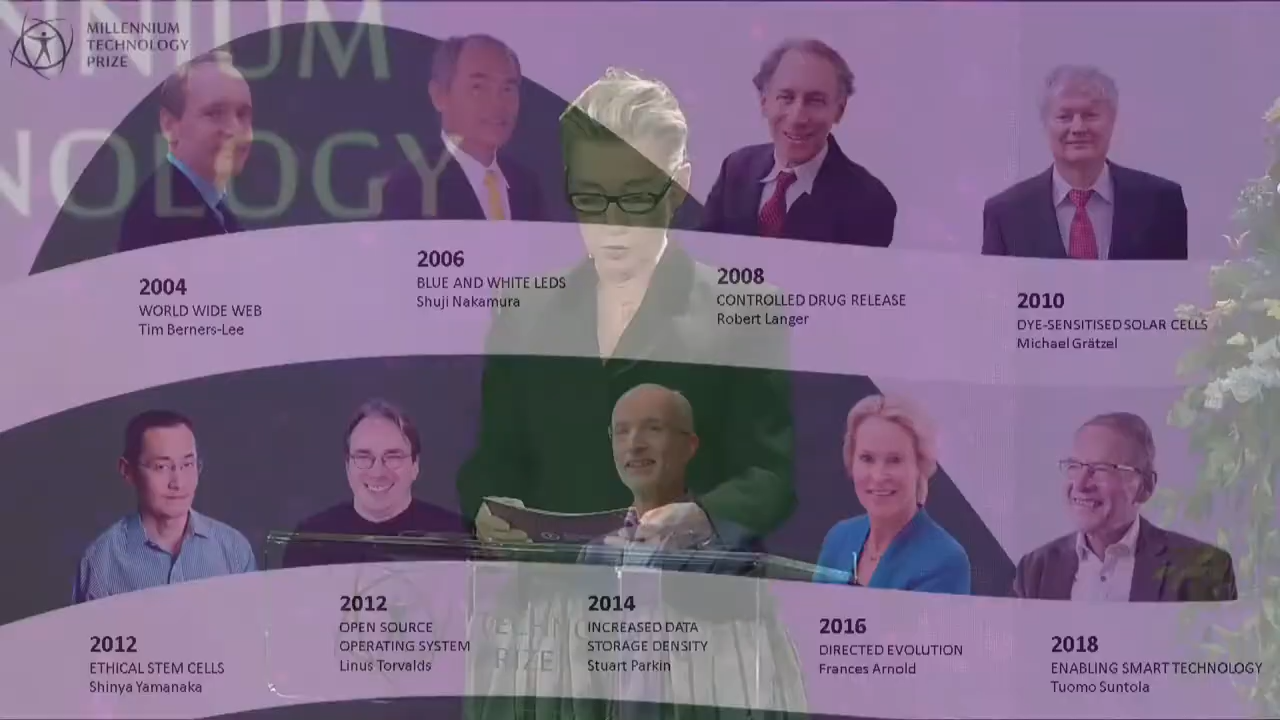 MILLENNIUM
TECHNOLOGY
PRIZE
NNIUM
NOLOGY
2004
WORLD WIDE WEB
Tim Berners-Lee
2006
BLUE AND WHITE LEDS
Shuji Nakamura
2008
CONTROLLED DRUG RELEASE
Robert Langer
2010
DYE-SENSITISED SOLAR CELLS
Michael Grätzel
2012
ETHICAL STEM CELLS
Shinya Yamanaka
2012
OPEN SOURCE
OPERATING SYSTEM
Linus Torvalds
2014
INCREASED DATA
STORAGE DENSITY
Stuart Parkin
2016
DIRECTED EVOLUTION
Frances Arnold
2018
ENABLING SMART TECHNOLOGY
Tuomo Suntola